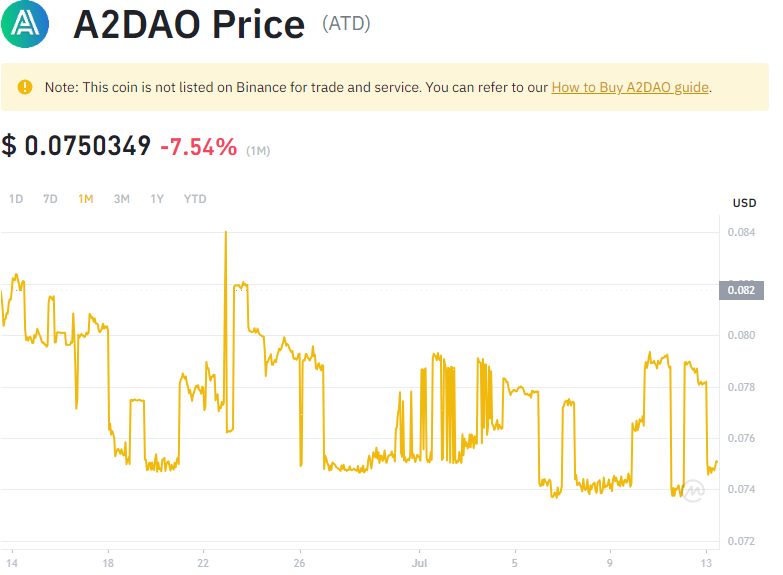 A2DAO Price (ATD)
Note: This coin is not listed on Binance for trade and service. You can refer to our How to Buy A2DAO guide.
$ 0.0750349 -7.54% (1M)
1D 7D 1M 3M 1Y YTD
USD
0.084
0.082
0.080
0.078
0.076
0.074
0.072
14 18 22 26 Jul 5 9 13